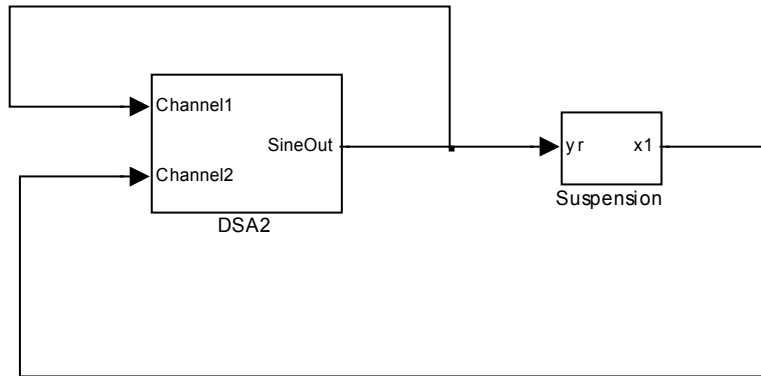 Channel1
SineOut
Channel2
DSA2
yr
x1
Suspension